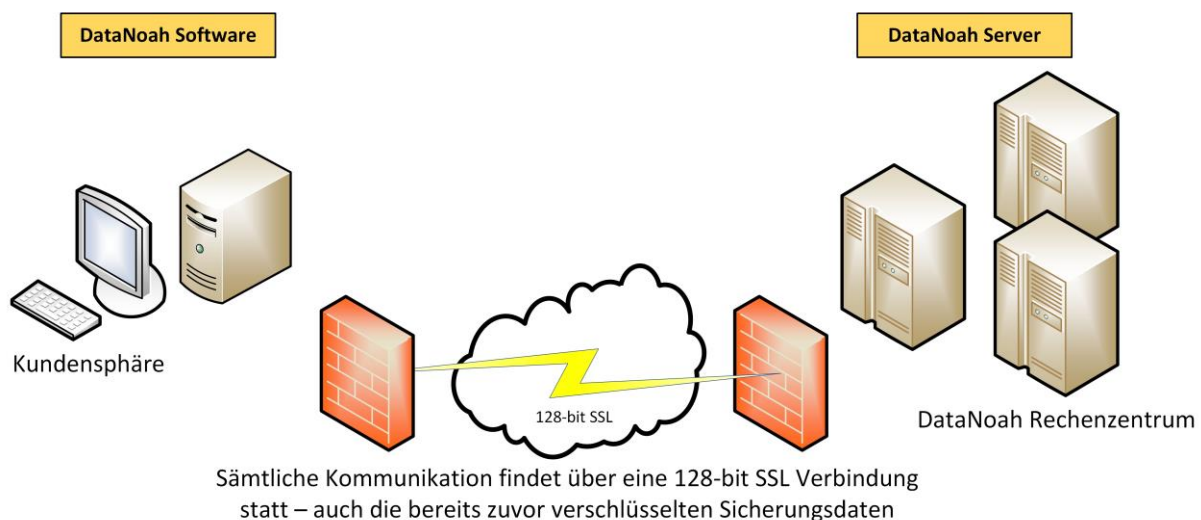 DataNoah Software
DataNoah Server
Kundensphäre
128-bit SSL
DataNoah Rechenzentrum
Sämtliche Kommunikation findet über eine 128-bit SSL Verbindung
statt – auch die bereits zuvor verschlüsselten Sicherungsdaten